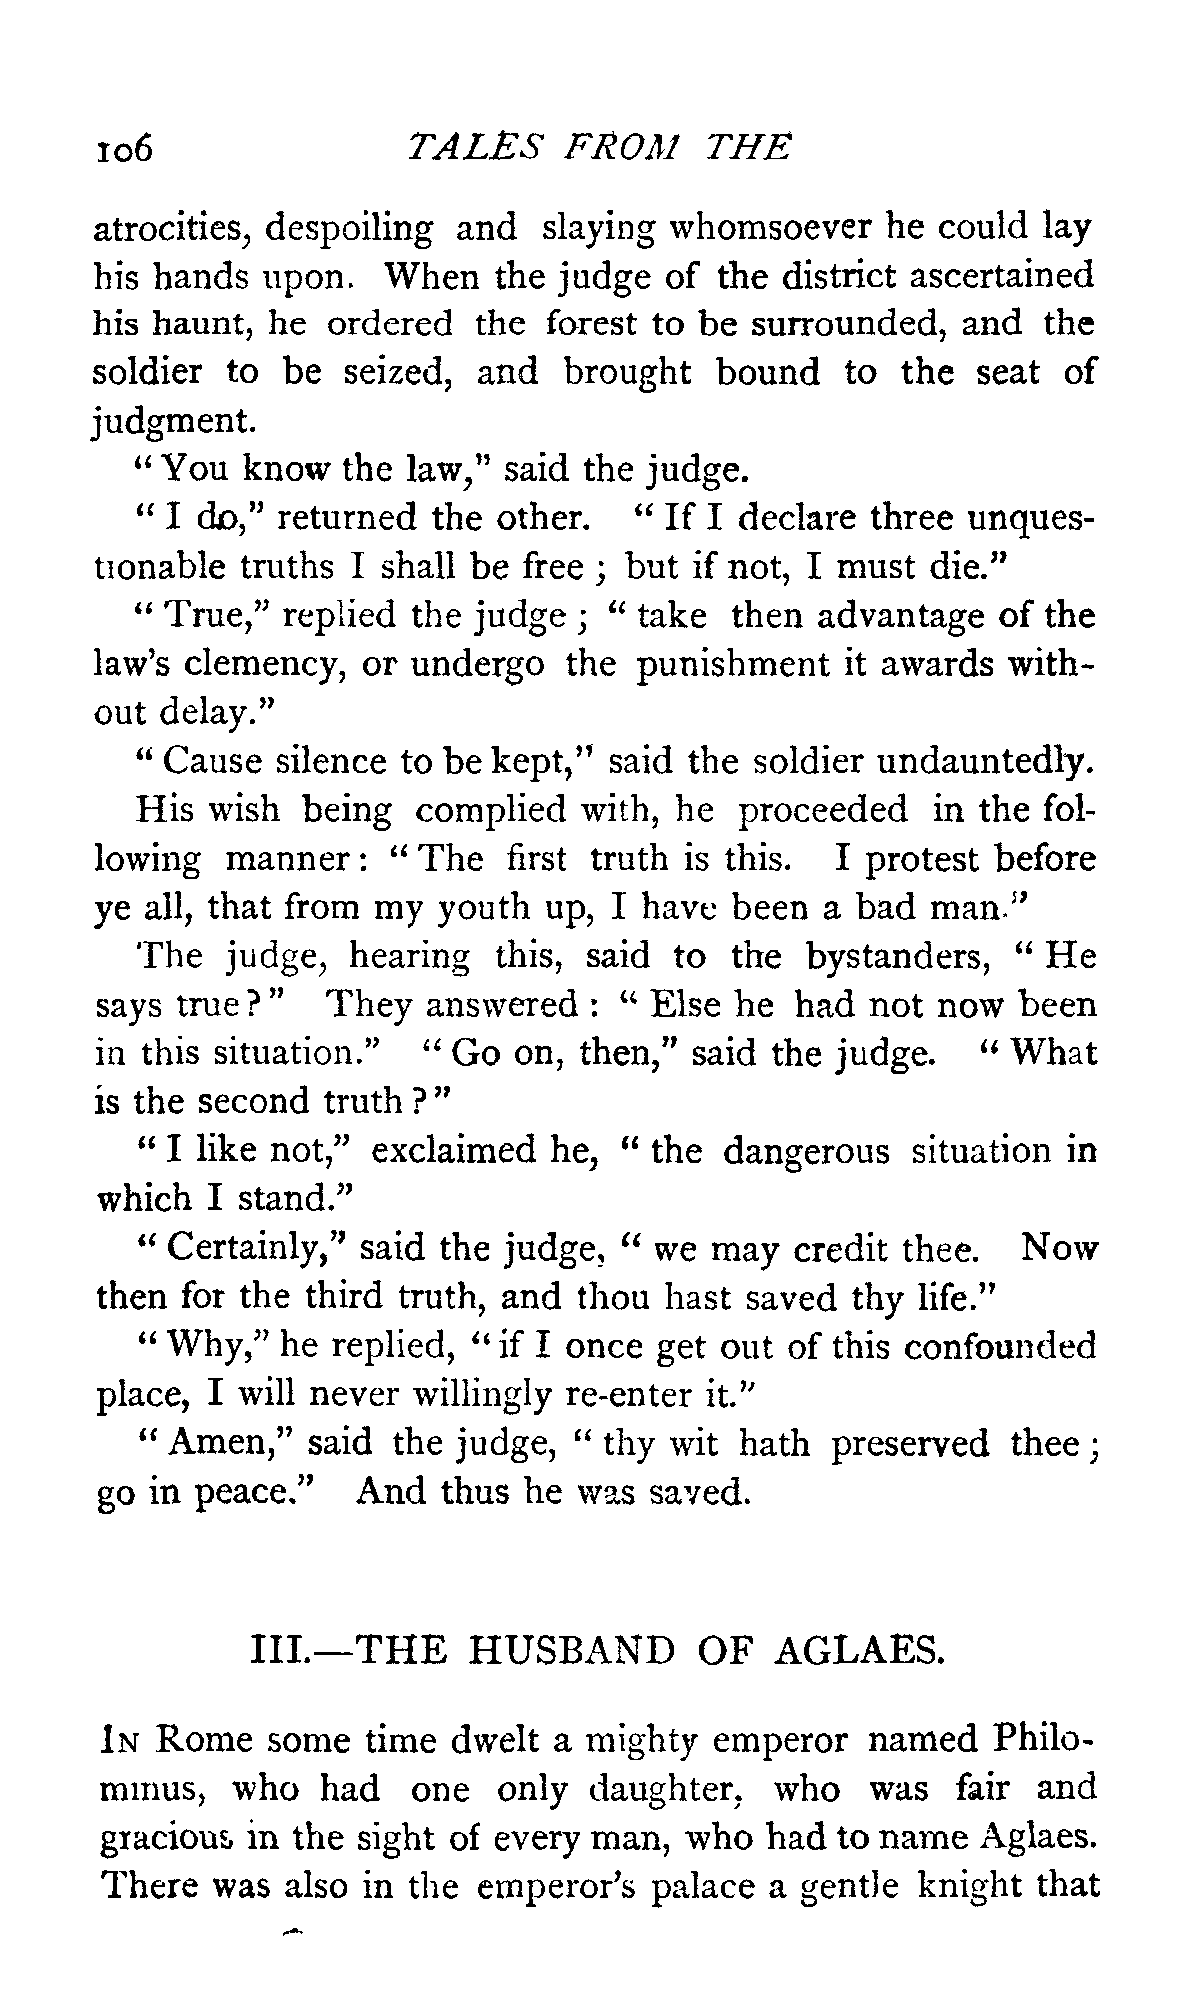 106 TALES FROM THE
atrocities, despoiling and slaying whomsoever he could lay
his hands upon. When the judge of the district ascertained
his haunt, he ordered the forest to be surrounded, and the
soldier to be seized, and brought bound to the seat of
judgment.
“ You know the law,” said the judge.
“ I do,” returned the other. “ If I declare three unques-
tionable truths I shall be free ; but if not, I must die.”
“ True,” replied the judge ; “ take then advantage of the
law’s clemency, or undergo the punishment it awards with-
out delay.”
“ Cause silence to be kept,” said the soldier undauntedly.
His wish being complied with, he proceeded in the fol-
lowing manner : “ The first truth is this. I protest before
ye all, that from my youth up, I have been a bad man.”
The judge, hearing this, said to the bystanders, “ He
says true ? ” They answered : “ Else he had not now been
in this situation.” “ Go on, then,” said the judge. “ What
is the second truth ? ”
“ I like not,” exclaimed he, “ the dangerous situation in
which I stand.”
“ Certainly,” said the judge, “ we may credit thee. Now
then for the third truth, and thou hast saved thy life.”
“ Why,” he replied, “ if I once get out of this confounded
place, I will never willingly re-enter it.”
“ Amen,” said the judge, “ thy wit hath preserved thee ;
go in peace.” And thus he was saved.
III.—THE HUSBAND OF AGLAES.
IN Rome some time dwelt a mighty emperor named Philo-
minus, who had one only daughter, who was fair and
gracious in the sight of every man, who had to name Aglaes.
There was also in the emperor’s palace a gentle knight that